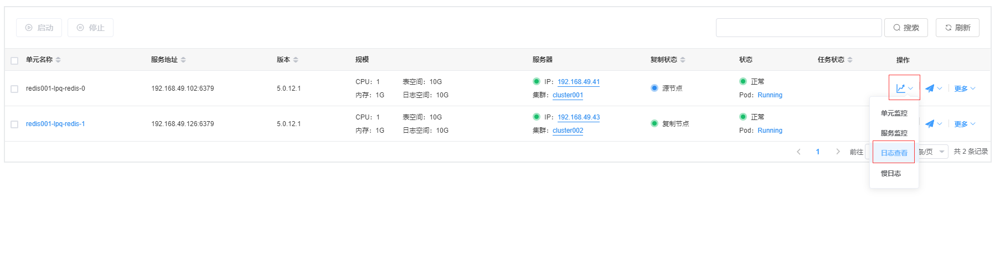 启动 停止 搜索 刷新
单元名称 服务地址 版本 规模 服务器 复制状态 状态 任务状态 操作
redis001-lpq-redis-0 192.168.49.102:6379 5.0.12.1 CPU：1 表空间：10G IP：192.168.49.41 源节点 正常 更多
内存：1G 日志空间：10G 集群：cluster001 Pod：Running
单元监控
redis001-lpq-redis-1 192.168.49.126:6379 5.0.12.1 CPU：1 表空间：10G IP：192.168.49.43 复制节点 正常 更多
内存：1G 日志空间：10G 集群：cluster002 Pod：Running
服务监控
1 前往 条/页 共 2 条记录
日志查看
慢日志